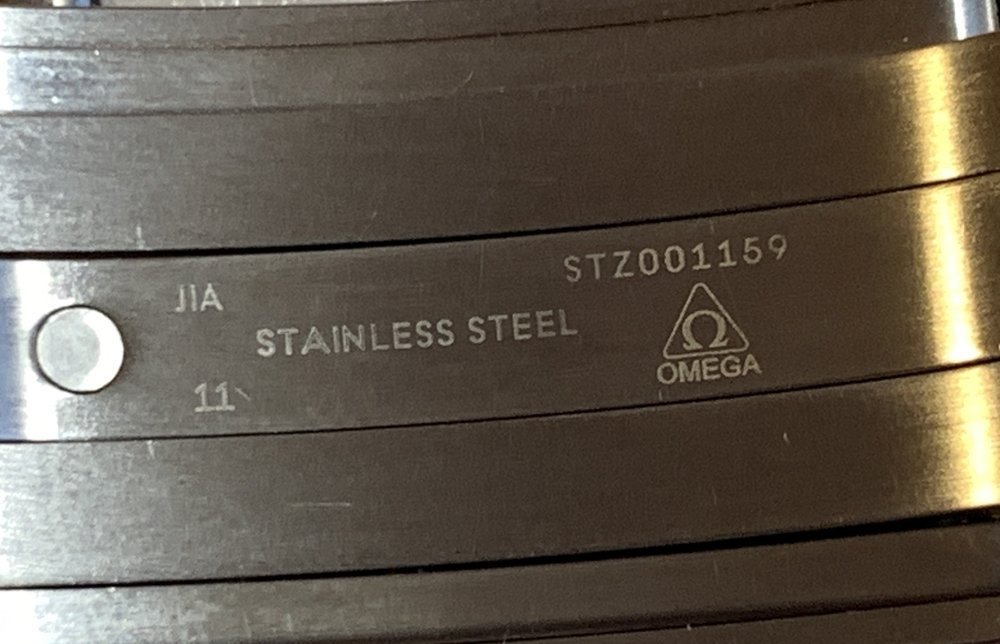 STZ001159
JIA
STAINLESS STEEL
Ω
OMEGA
11